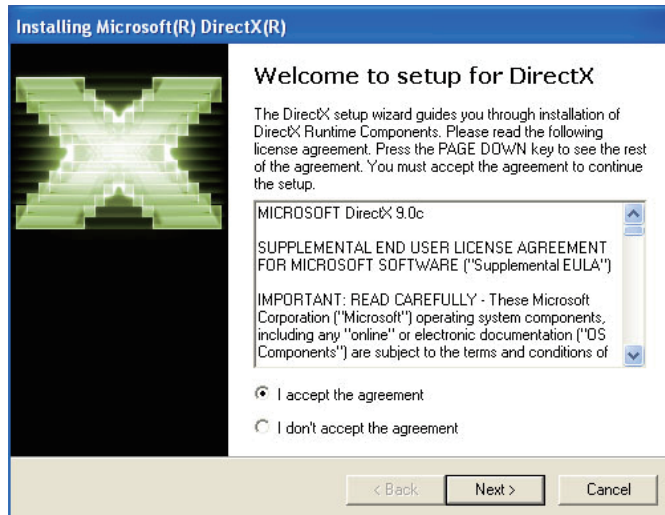 Installing Microsoft(R) DirectX(R)
Welcome to setup for DirectX
The DirectX setup wizard guides you through installation of
DirectX Runtime Components. Please read the following
license agreement. Press the PAGE DOWN key to see the rest
of the agreement. You must accept the agreement to continue
the setup.
MICROSOFT DirectX 9.0c
SUPPLEMENTAL END USER LICENSE AGREEMENT
FOR MICROSOFT SOFTWARE ("Supplemental EULA")
IMPORTANT: READ CAREFULLY - These Microsoft
Corporation ("Microsoft") operating system components,
including any "online" or electronic documentation ("OS
Components") are subject to the terms and conditions of
I accept the agreement
I don't accept the agreement
< Back Next > Cancel